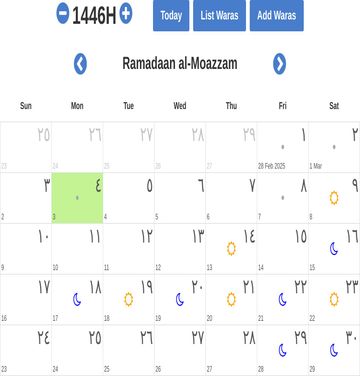 1446H
Today
List Waras
Add Waras
Ramadaan al-Moazzam
Sun Mon Tue Wed Thu Fri Sat
٢٥ ٢٦ ٢٧ ٢٨ ٢٩ ١ ٢
23 24 25 26 27 28 Feb 2025 1 Mar
٣ ٤ ٥ ٦ ٧ ٨ ٩
2 3 4 5 6 7 8
١٠ ١١ ١٢ ١٣ ١٤ ١٥ ١٦
9 10 11 12 13 14 15
١٧ ١٨ ١٩ ٢٠ ٢١ ٢٢ ٢٣
16 17 18 19 20 21 22
٢٤ ٢٥ ٢٦ ٢٧ ٢٨ ٢٩ ٣٠
23 24 25 26 27 28 29